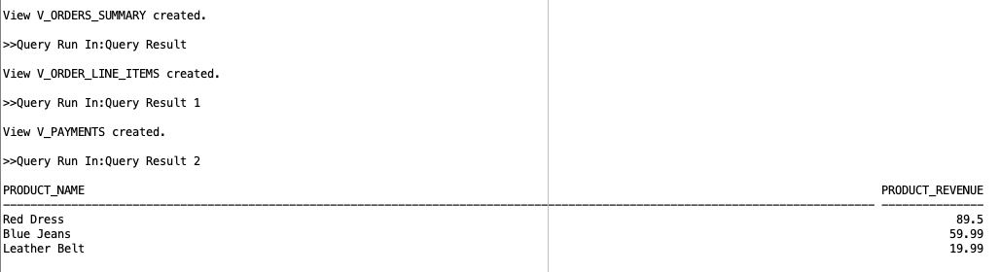 View V_ORDERS_SUMMARY created.
>>Query Run In:Query Result
View V_ORDER_LINE_ITEMS created.
>>Query Run In:Query Result 1
View V_PAYMENTS created.
>>Query Run In:Query Result 2
PRODUCT_NAME PRODUCT_REVENUE
Red Dress 89.5
Blue Jeans 59.99
Leather Belt 19.99